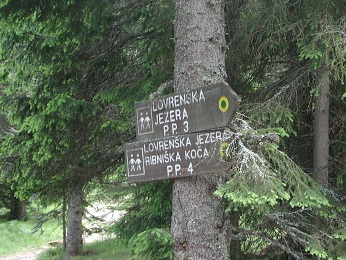 LOVRENŠKA
JEZERA
P.P. 3
LOVRENŠKA JEZERA
RIBNIŠKA KOČA
P.P. 4